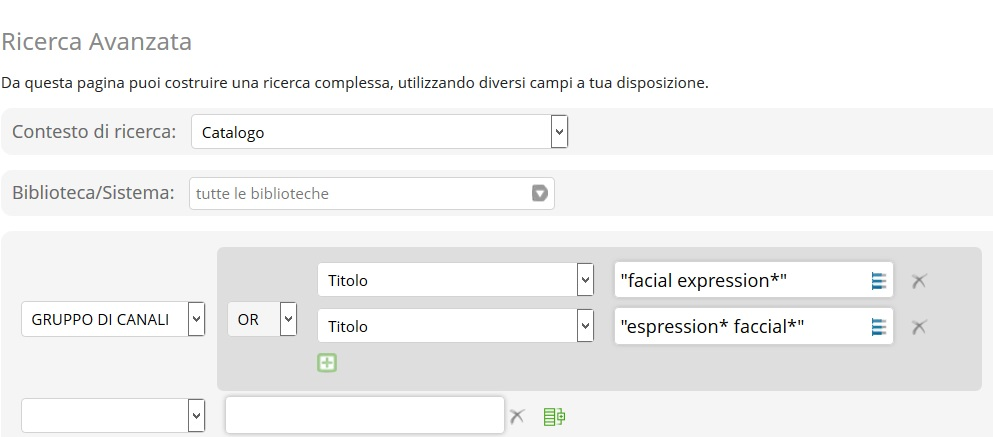 Ricerca Avanzata
Da questa pagina puoi costruire una ricerca complessa, utilizzando diversi campi a tua disposizione.
Contesto di ricerca: Catalogo
Biblioteca/Sistema: tutte le biblioteche
Titolo "facial expression*"
GRUPPO DI CANALI OR
Titolo "espression* faccial*"